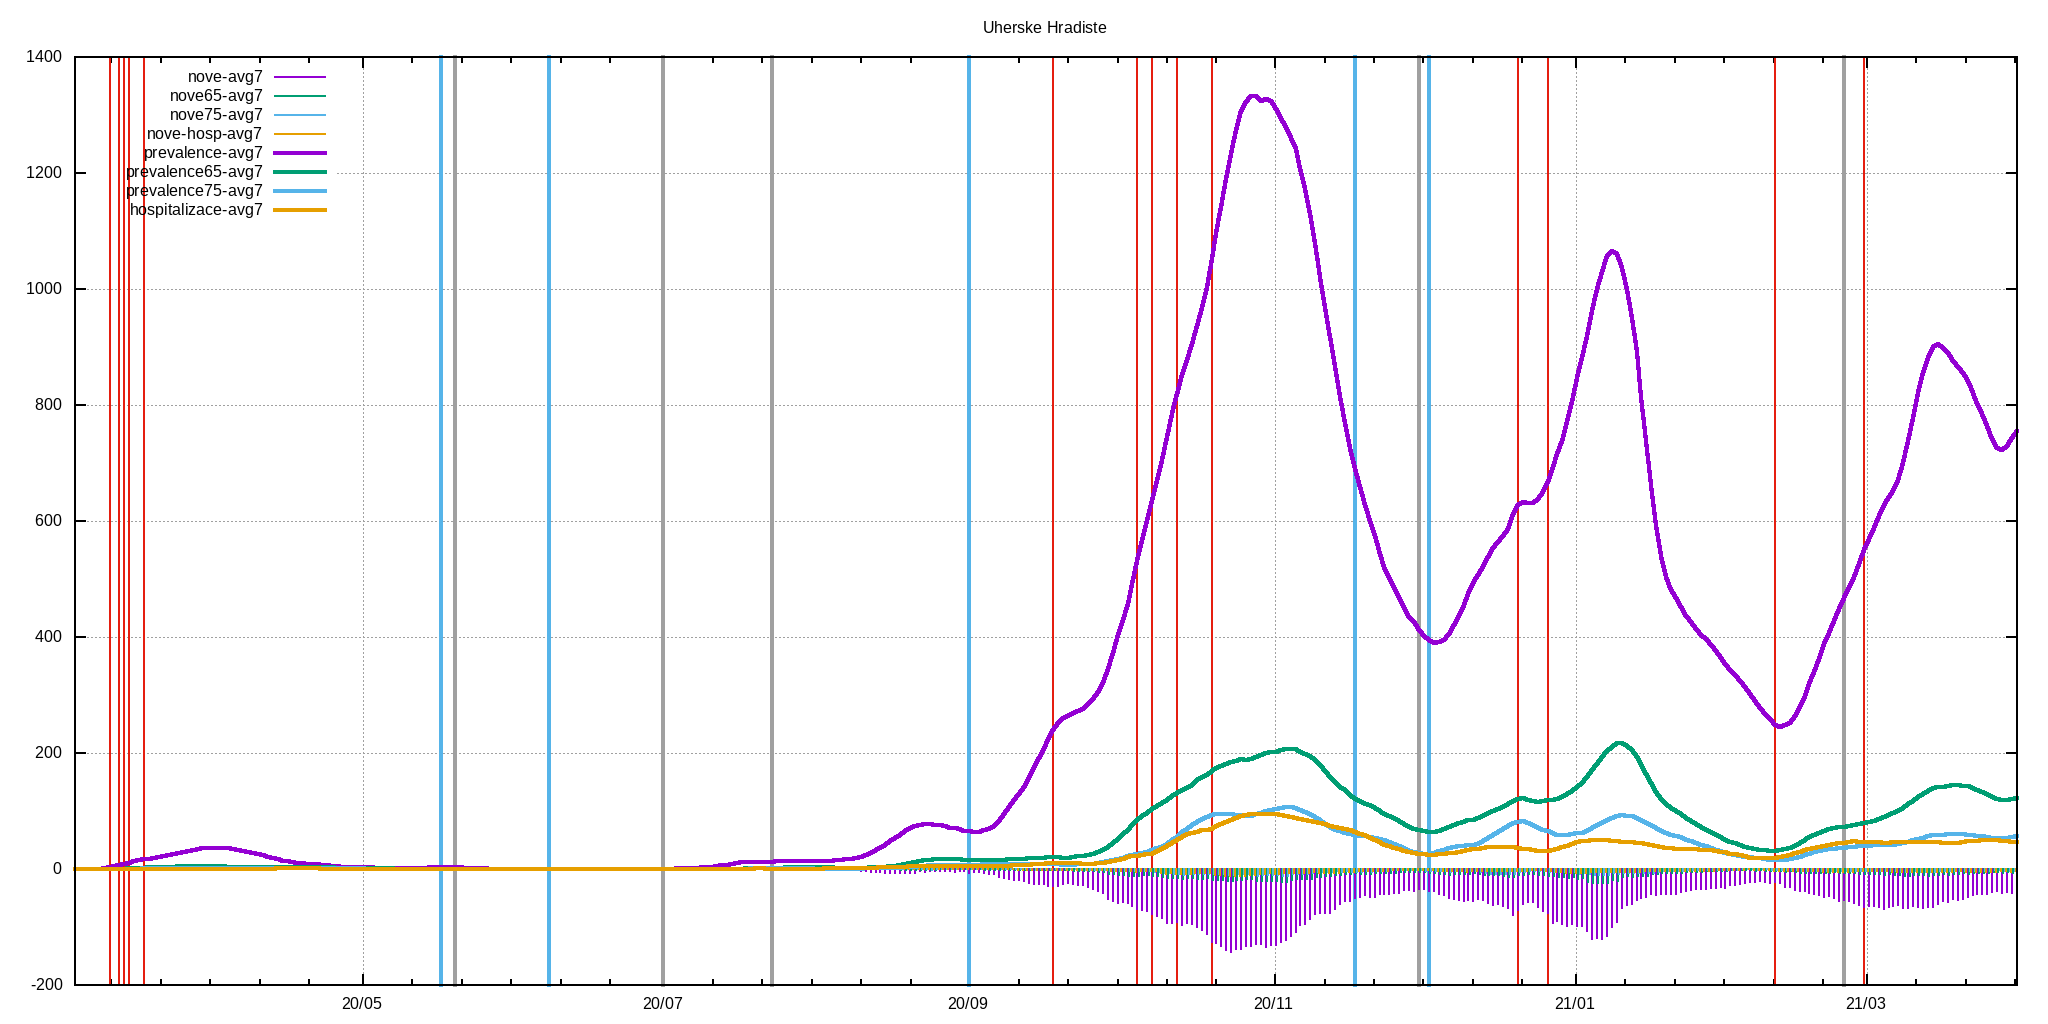 Uherske Hradiste
1400
1200
1000
800
600
400
200
0
-200
nove-avg7
nove65-avg7
nove75-avg7
nove-hosp-avg7
prevalence-avg7
prevalence65-avg7
prevalence75-avg7
hospitalizace-avg7
20/05 20/07 20/09 20/11 21/01 21/03